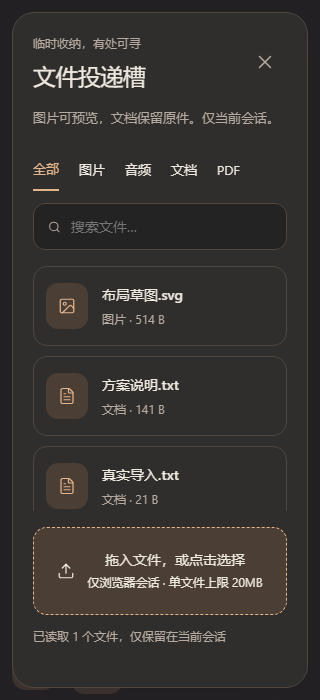 临时收纳，有处可寻
文件投递槽
图片可预览，文档保留原件。仅当前会话。
全部 图片 音频 文档 PDF
搜索文件...
布局草图.svg
图片 · 514 B
方案说明.txt
文档 · 141 B
真实导入.txt
文档 · 21 B
拖入文件，或点击选择
仅浏览器会话 · 单文件上限 20MB
已读取 1 个文件，仅保留在当前会话